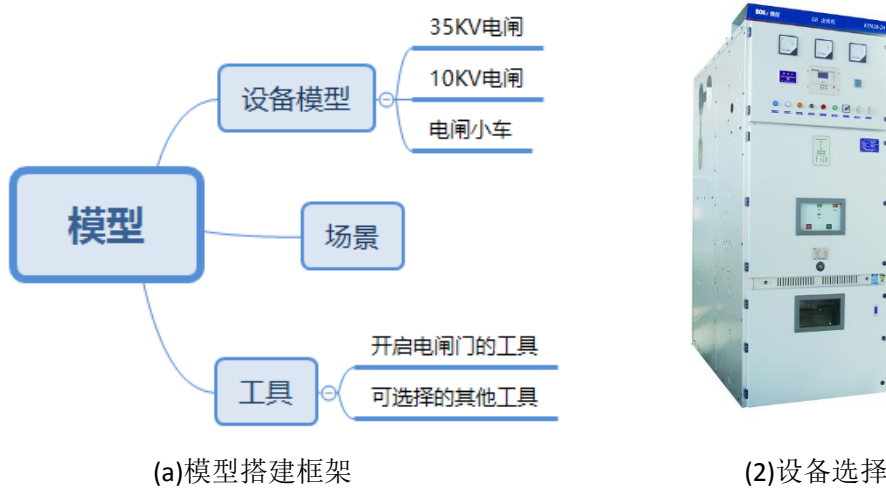 35KV电闸
10KV电闸
电闸小车
设备模型
模型
场景
工具
开启电闸门的工具
可选择的其他工具
(a)模型搭建框架
(2)设备选择